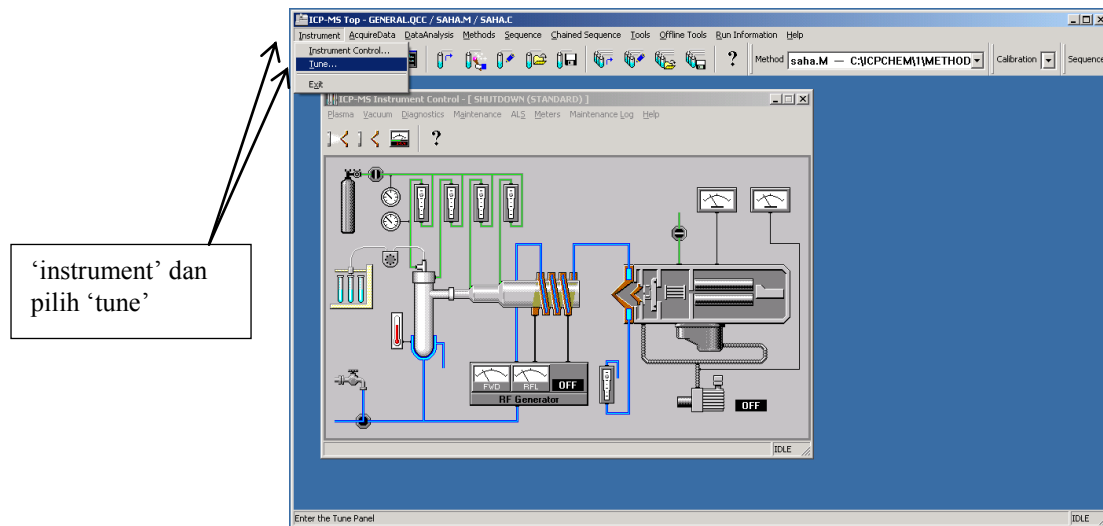 ICP-MS Top - GENERAL.QCC / SAHA.M / SAHA.C
Instrument AcquireData DataAnalysis Methods Sequence Chained Sequence Tools Offline Tools Run Information Help
Instrument Control...
Tune...
Exit
? Method saha.M — C:\ICPCHEM\1\METHOD Calibration Sequence
ICP-MS Instrument Control - [ SHUTDOWN (STANDARD) ]
Plasma Vacuum Diagnostics Maintenance ALS Meters Maintenance Log Help
?
‘instrument’ dan
pilih ‘tune’
FWD RFL OFF
RF Generator
OFF
IDLE
Enter the Tune Panel IDLE